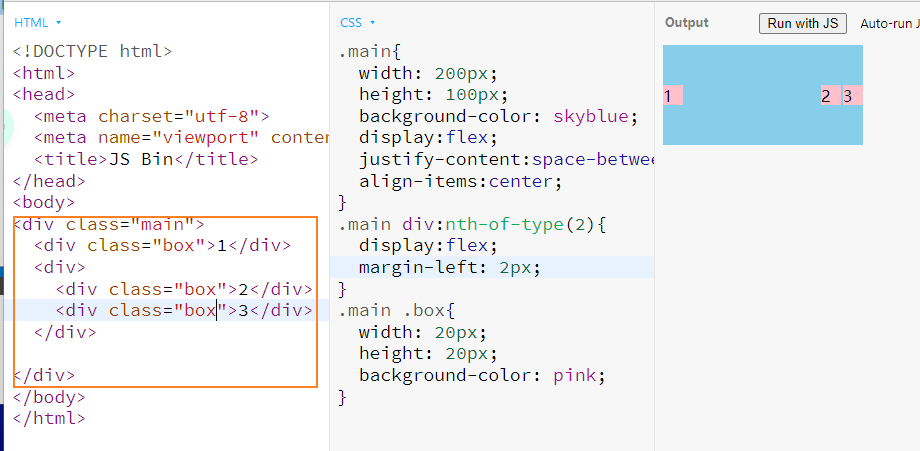 HTML
<!DOCTYPE html>
<html>
<head>
  <meta charset="utf-8">
  <meta name="viewport" conten
  <title>JS Bin</title>
</head>
<body>
<div class="main">
  <div class="box">1</div>
  <div>
    <div class="box">2</div>
    <div class="box">3</div>
  </div>
</div>
</body>
</html>
CSS
.main{
  width: 200px;
  height: 100px;
  background-color: skyblue;
  display:flex;
  justify-content:space-betwee
  align-items:center;
}
.main div:nth-of-type(2){
  display:flex;
  margin-left: 2px;
}
.main .box{
  width: 20px;
  height: 20px;
  background-color: pink;
}
Output
Run with JS
Auto-run J
1
2 3